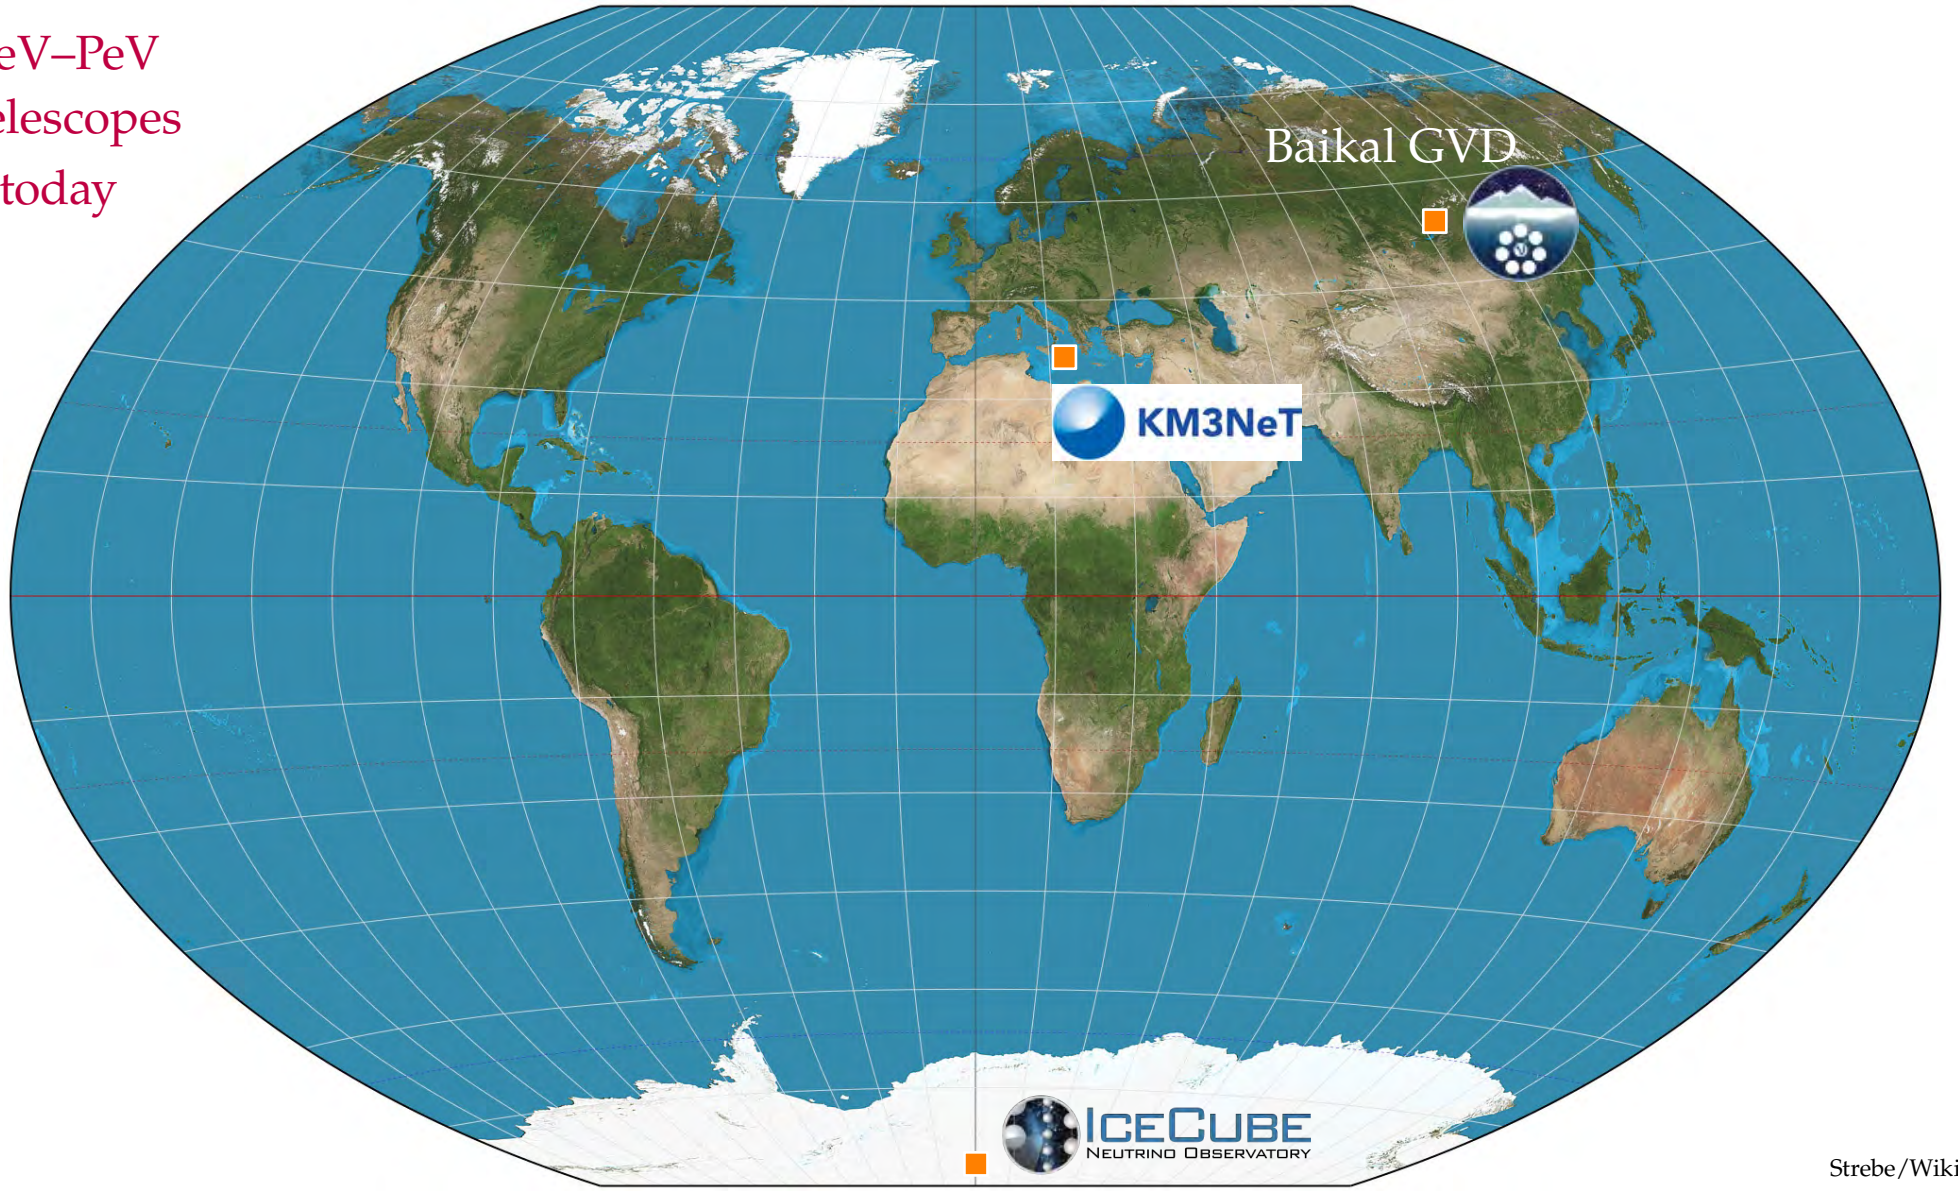 eV–PeV
elescopes
today
Baikal GVD
KM3NeT
ICECUBE
NEUTRINO OBSERVATORY
Strebe/Wiki